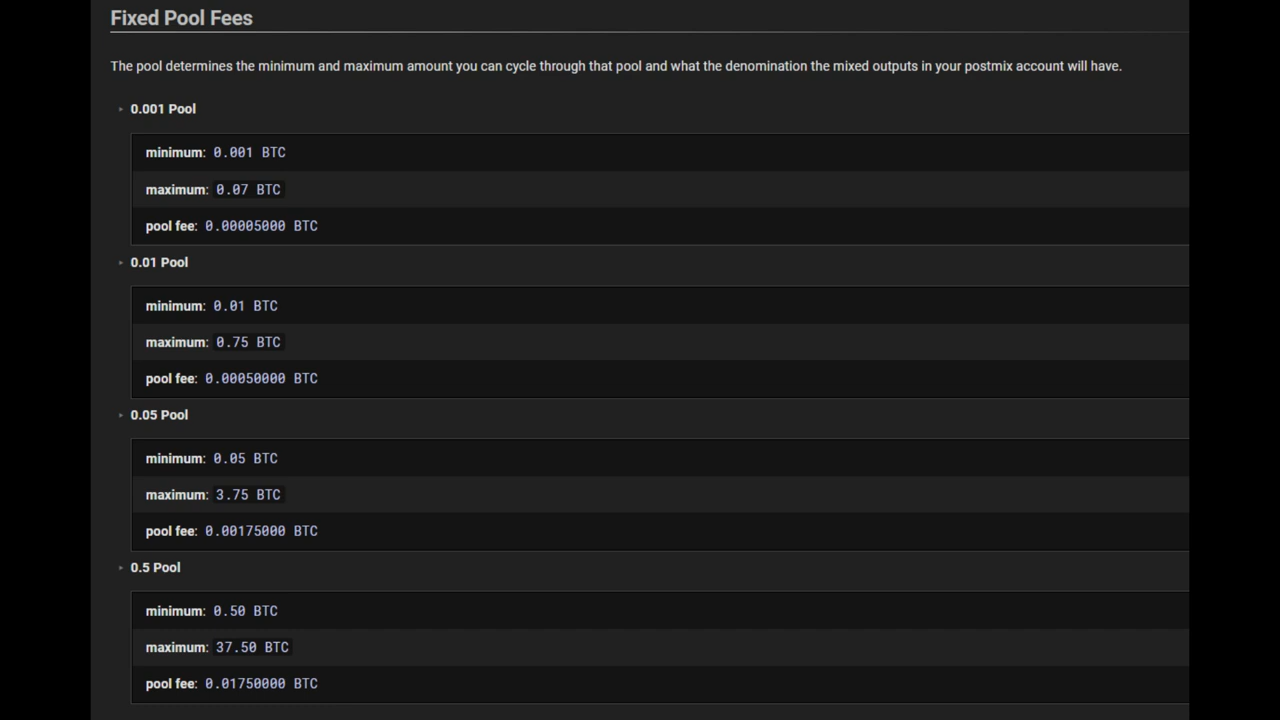 Fixed Pool Fees
The pool determines the minimum and maximum amount you can cycle through that pool and what the denomination the mixed outputs in your postmix account will have.
0.001 Pool
minimum: 0.001 BTC
maximum: 0.07 BTC
pool fee: 0.00005000 BTC
0.01 Pool
minimum: 0.01 BTC
maximum: 0.75 BTC
pool fee: 0.00050000 BTC
0.05 Pool
minimum: 0.05 BTC
maximum: 3.75 BTC
pool fee: 0.00175000 BTC
0.5 Pool
minimum: 0.50 BTC
maximum: 37.50 BTC
pool fee: 0.01750000 BTC